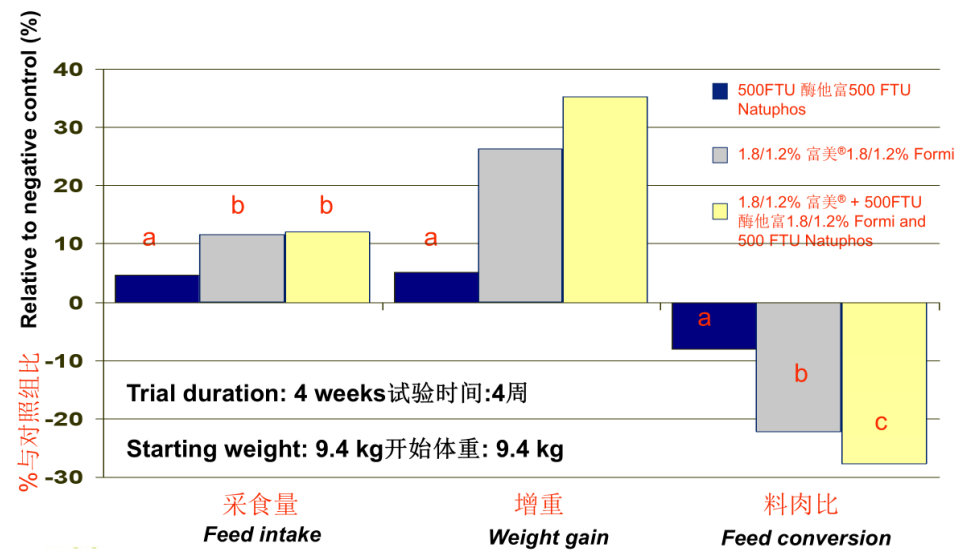 Relative to negative control (%)
%与对照组比
40
30
20
10
0
-10
-20
-30
500FTU 酶他富500 FTU
Natuphos
1.8/1.2% 富美®1.8/1.2% Formi
1.8/1.2% 富美® + 500FTU
酶他富1.8/1.2% Formi and
500 FTU Natuphos
a
b
b
a
a
b
c
Trial duration: 4 weeks试验时间:4周
Starting weight: 9.4 kg开始体重: 9.4 kg
采食量
Feed intake
增重
Weight gain
料肉比
Feed conversion